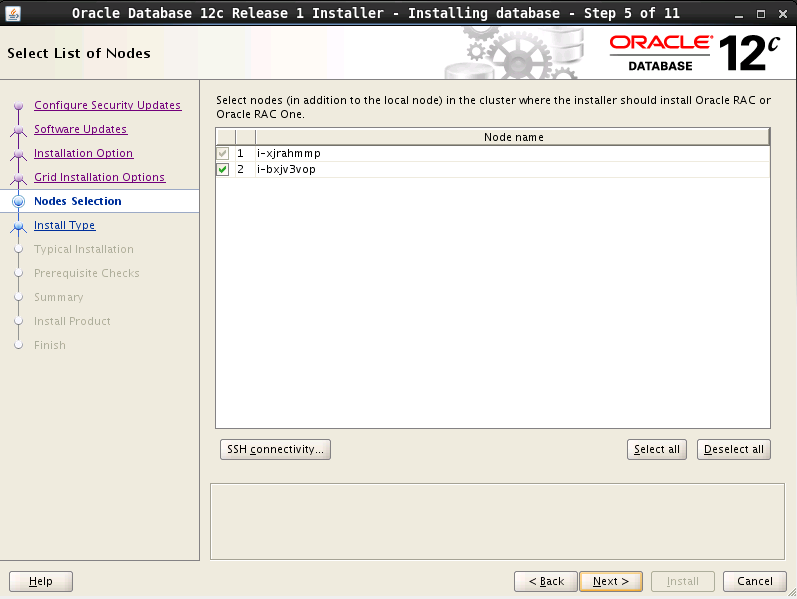 Oracle Database 12c Release 1 Installer - Installing database - Step 5 of 11
Select List of Nodes
ORACLE
DATABASE
12c
Configure Security Updates
Software Updates
Installation Option
Grid Installation Options
Nodes Selection
Install Type
Typical Installation
Prerequisite Checks
Summary
Install Product
Finish
Select nodes (in addition to the local node) in the cluster where the installer should install Oracle RAC or
Oracle RAC One.
Node name
1 i-xjrahmmp
2 i-bxjv3vop
SSH connectivity... Select all Deselect all
Help < Back Next > Install Cancel